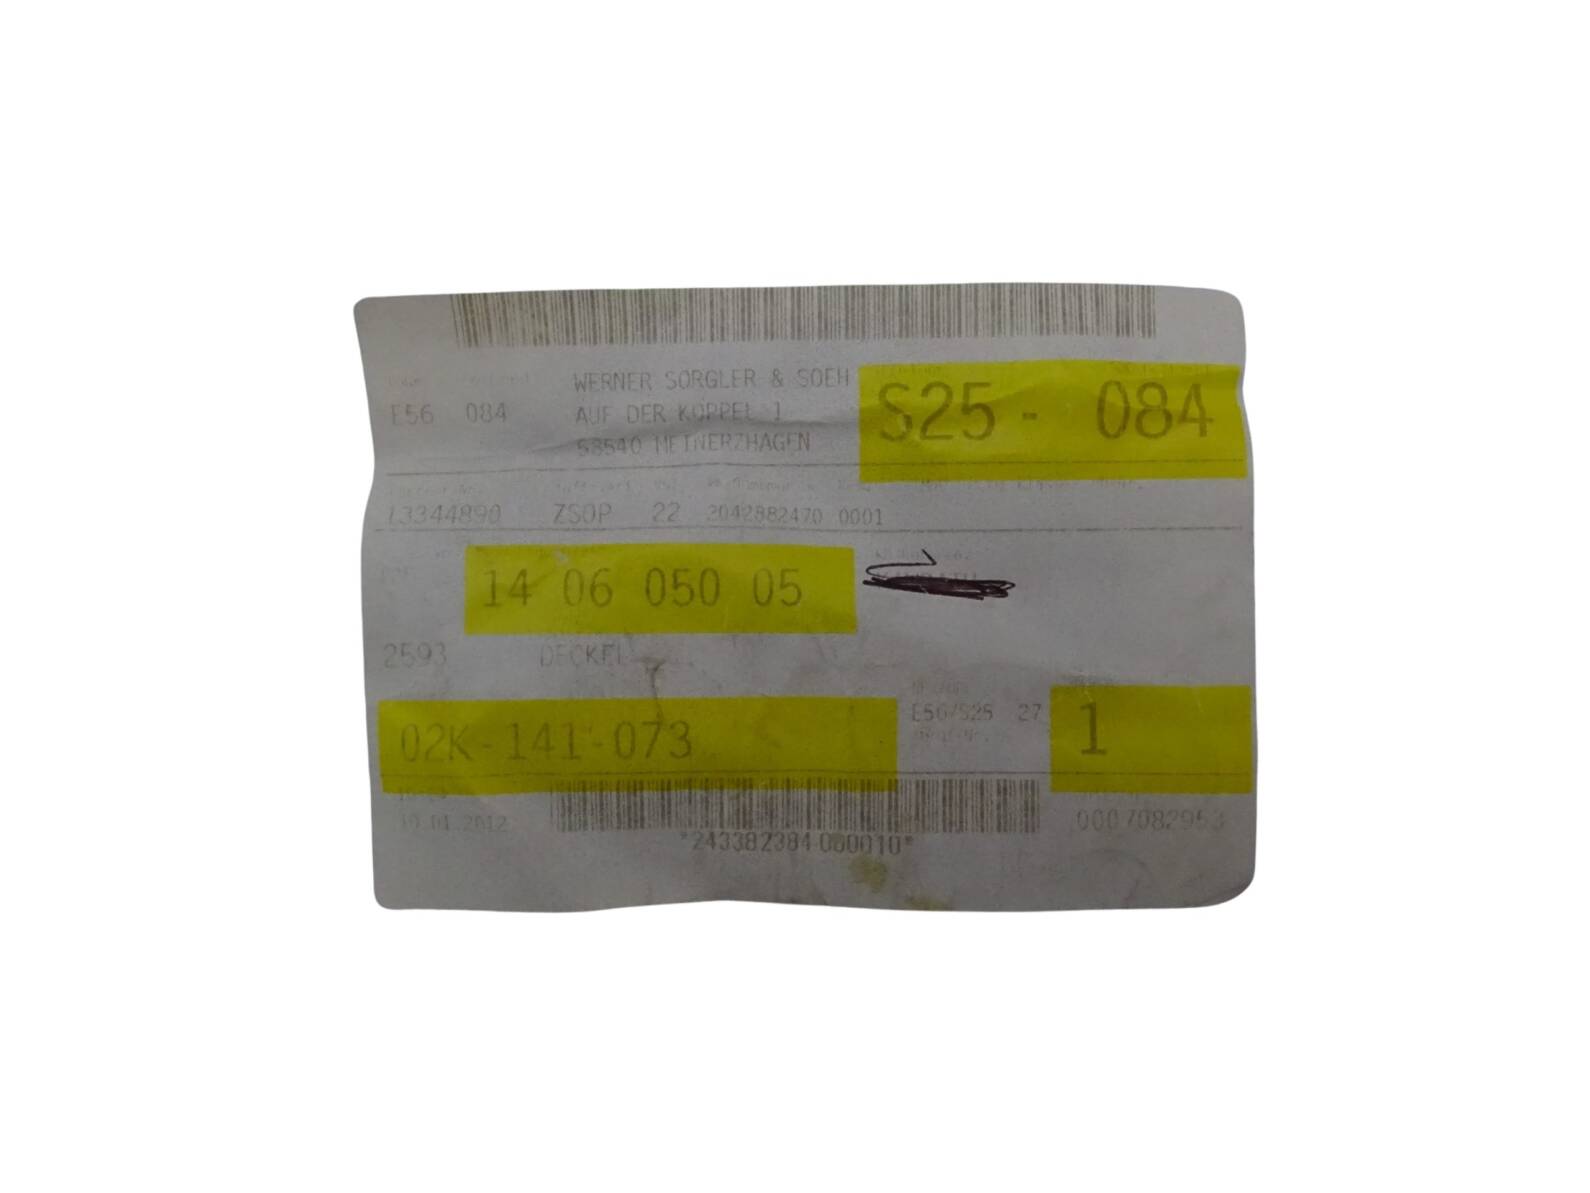 WERNER SORGLER & SOEH
E56 084 AUF DER KOPPEL 1 S25 - 084
58540 MEINERZHAGEN
13344890 ZSOP 22 2042882470 0001
14 06 050 05
2593 DECKEL
E56/S25 27
02K-141-073 1
19.01.2012 0007082953
*243382384 000010*